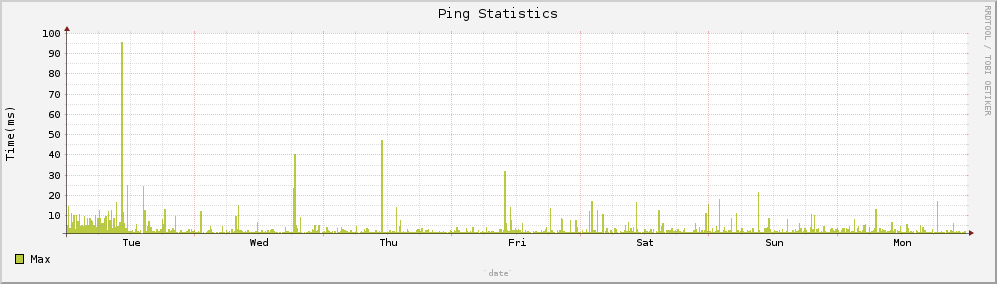 Ping Statistics
RRDTOOL / TOBI OETIKER
Time(ms)
100
90
80
70
60
50
40
30
20
10
Tue Wed Thu Fri Sat Sun Mon
Max
`date`